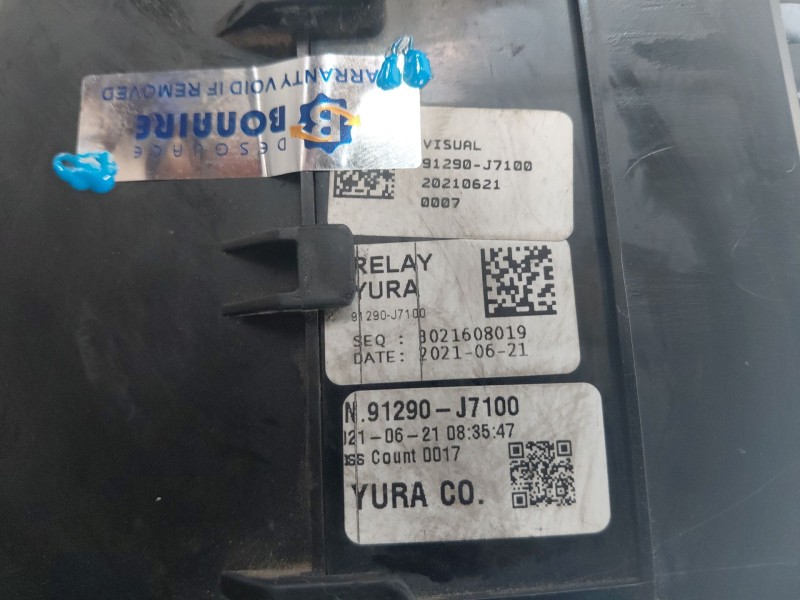 WARRANTY VOID IF REMOVED
BONAIRE
DESGUACE
VISUAL
91290-J7100
20210621
0007
RELAY
YURA
91290-J7100
SEQ : 3021608019
DATE: 2021-06-21
N.91290-J7100
021-06-21 08:35:47
ss Count 0017
YURA CO.